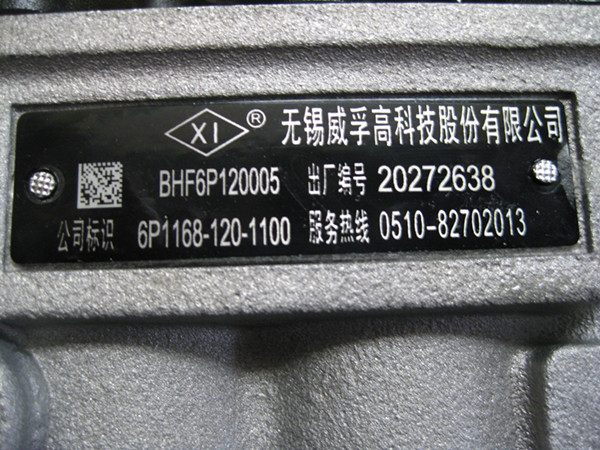 XI® 无锡威孚高科技股份有限公司
BHF6P120005 出厂编号 20272638
公司标识 6P1168-120-1100 服务热线 0510-82702013